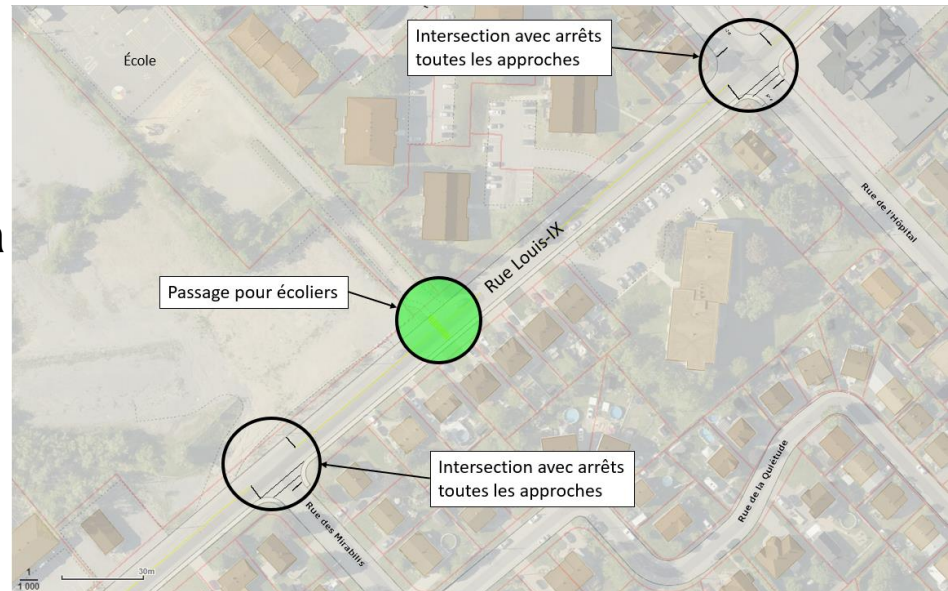 École
Intersection avec arrêts
toutes les approches
Rue de l'Hôpital
Rue Louis-IX
Passage pour écoliers
Intersection avec arrêts
toutes les approches
Rue de la Quiétude
Rue des Mirabilis
1
1 000
30m